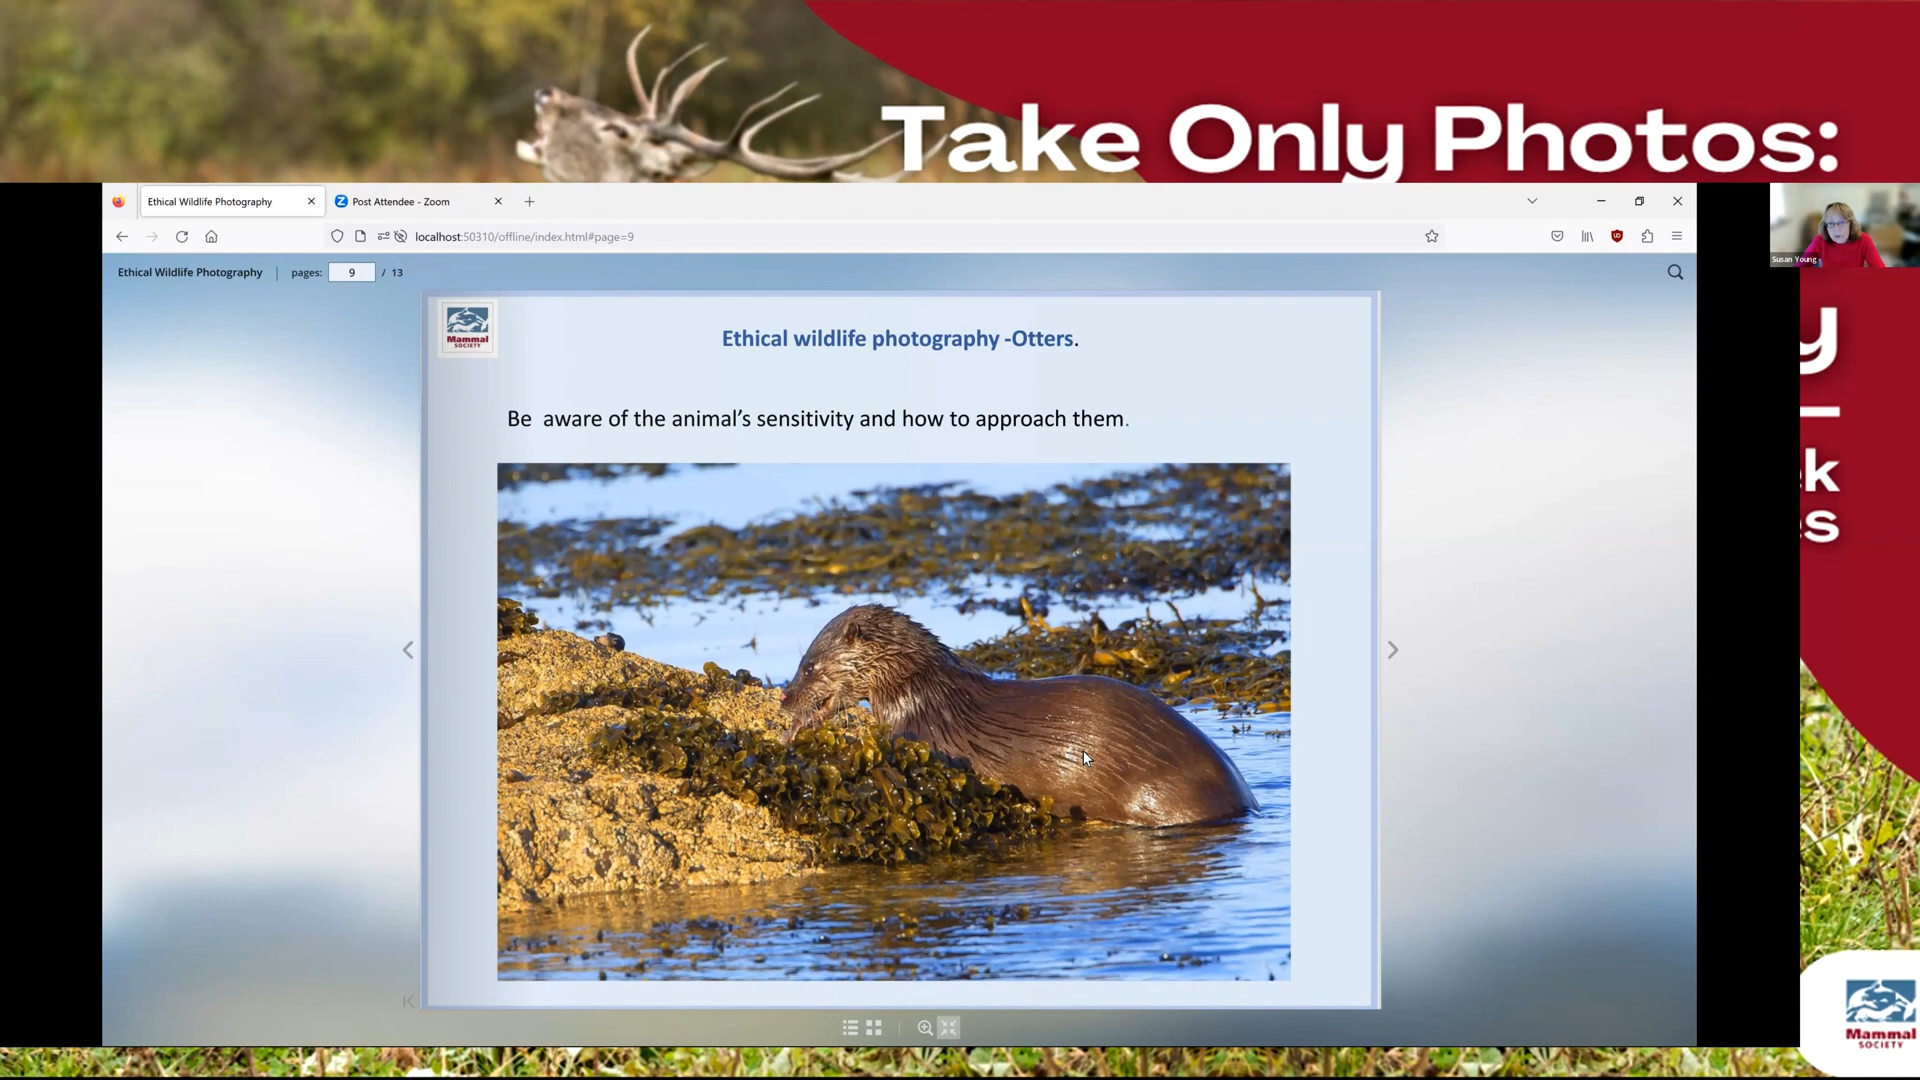 Take Only Photos:
Ethical Wildlife Photography
Post Attendee - Zoom
localhost:50310/offline/index.html#page=9
Susan Young
Ethical Wildlife Photography
pages:
9
/ 13
Mammal
SOCIETY
Ethical wildlife photography -Otters.
Be aware of the animal's sensitivity and how to approach them.
Mammal
SOCIETY